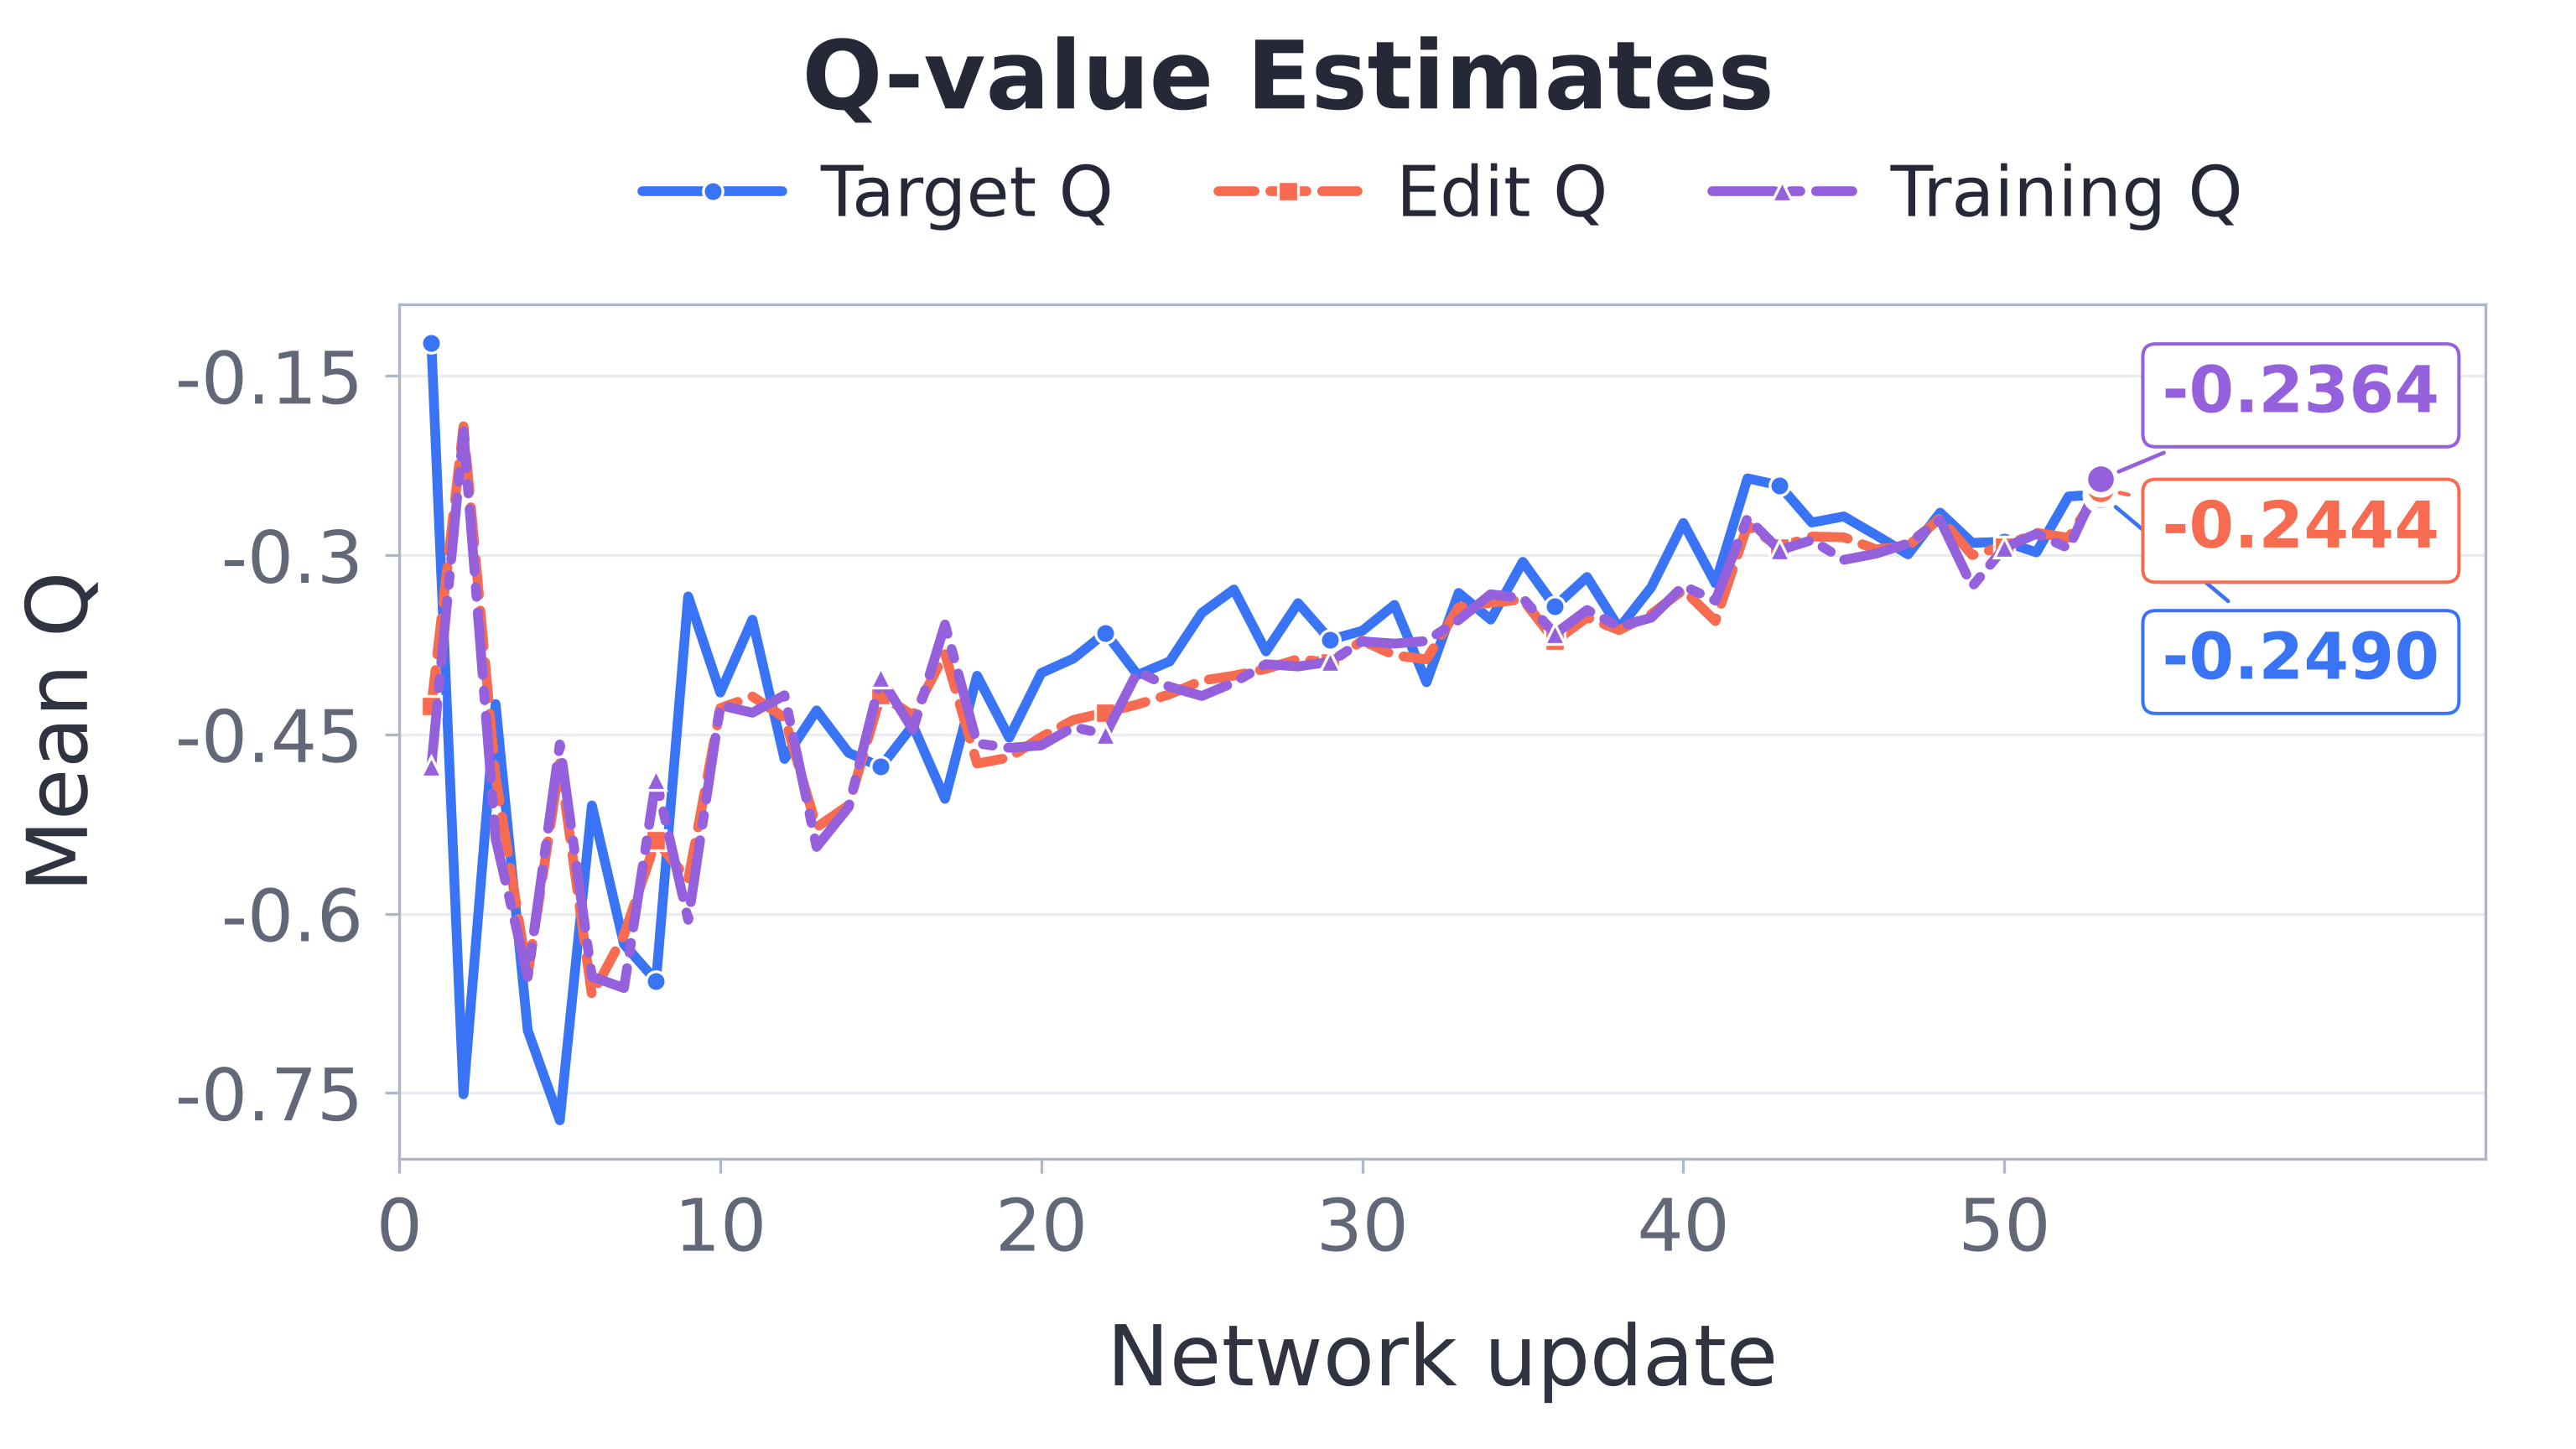 Q-value Estimates
Target Q
Edit Q
Training Q
Mean Q
-0.15
-0.3
-0.45
-0.6
-0.75
-0.2364
-0.2444
-0.2490
0
10
20
30
40
50
Network update